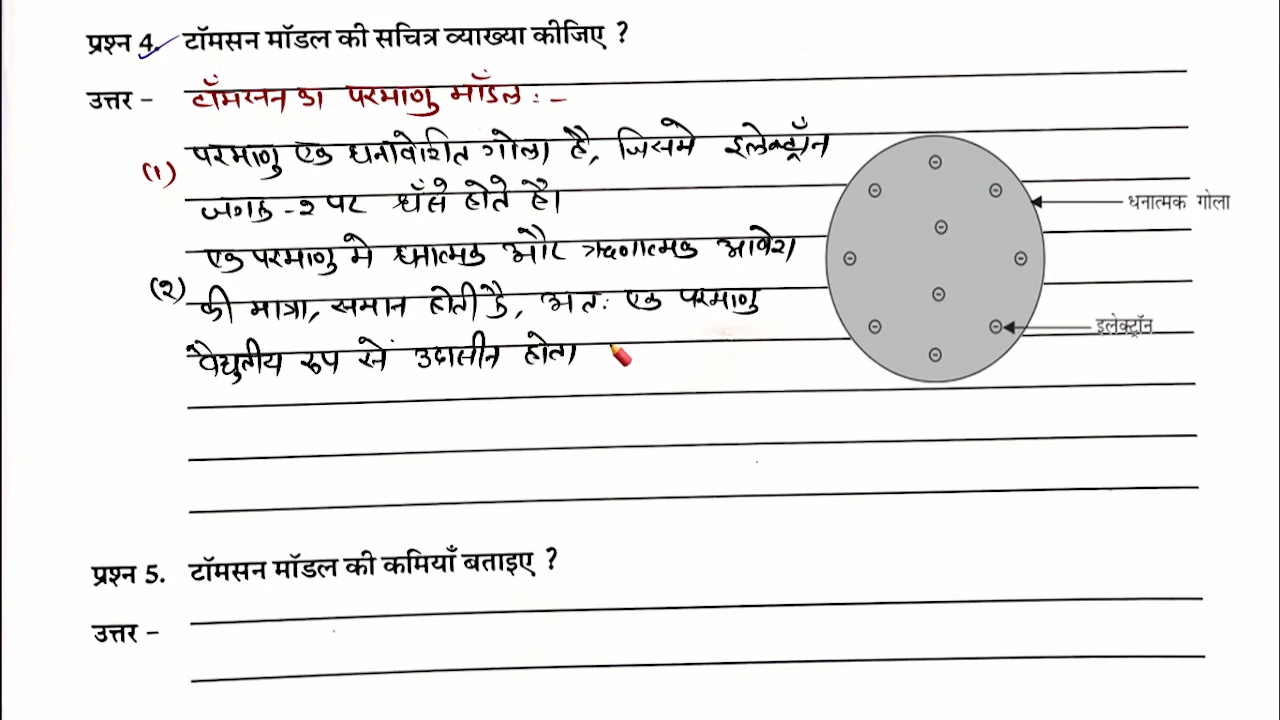 प्रश्न 4. टॉमसन मॉडल की सचित्र व्याख्या कीजिए ?
उत्तर - टॉमसन का परमाणु मॉडल :-
(1) परमाणु एक धनावेशित गोला है, जिसमे इलेक्ट्रॉन
जगह -२ पर धँसे होते है।
धनात्मक गोला
(२) एक परमाणु मे धनात्मक और ऋणात्मक आवेश
की मात्रा, समान होती है, अतः एक परमाणु
इलेक्ट्रॉन
वैद्युतीय रूप से उदासीन होता
प्रश्न 5. टॉमसन मॉडल की कमियाँ बताइए ?
उत्तर -